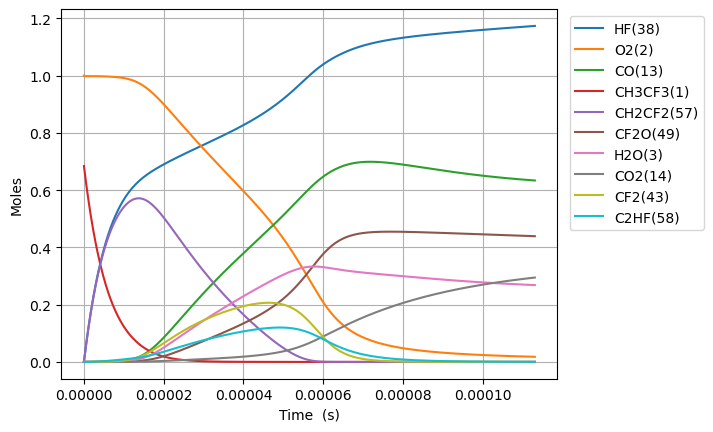 1.2
1.0
0.8
0.6
0.4
0.2
0.0
Moles
0.00000
0.00002
0.00004
0.00006
0.00008
0.00010
Time (s)
HF(38)
O2(2)
CO(13)
CH3CF3(1)
CH2CF2(57)
CF2O(49)
H2O(3)
CO2(14)
CF2(43)
C2HF(58)